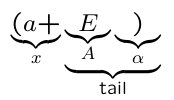 (a+ E )
x A α
tail